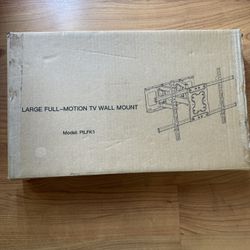 LARGE FULL-MOTION TV WALL MOUNT
Model: PILFK1